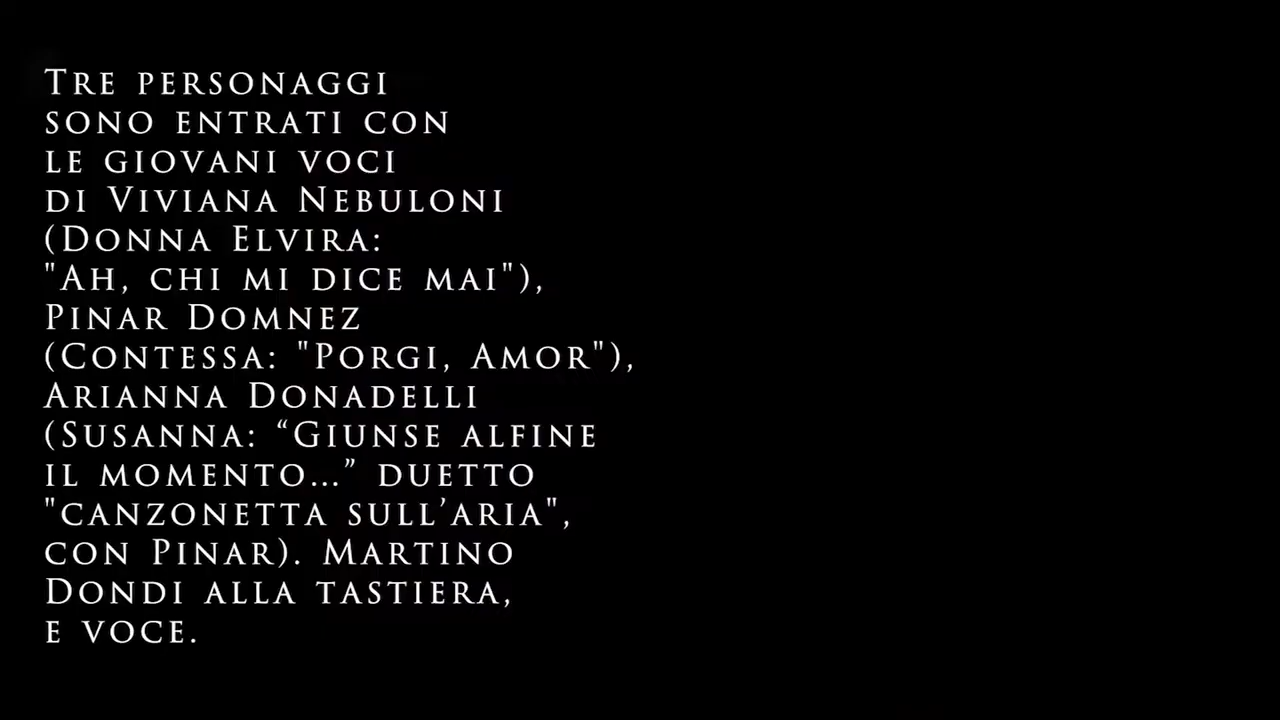 Tre personaggi
sono entrati con
le giovani voci
di Viviana Nebuloni
(Donna Elvira:
"Ah, chi mi dice mai"),
Pinar Domnez
(Contessa: "Porgi, Amor"),
Arianna Donadelli
(Susanna: “Giunse alfine
il momento...” duetto
"canzonetta sull’aria",
con Pinar). Martino
Dondi alla tastiera,
e voce.